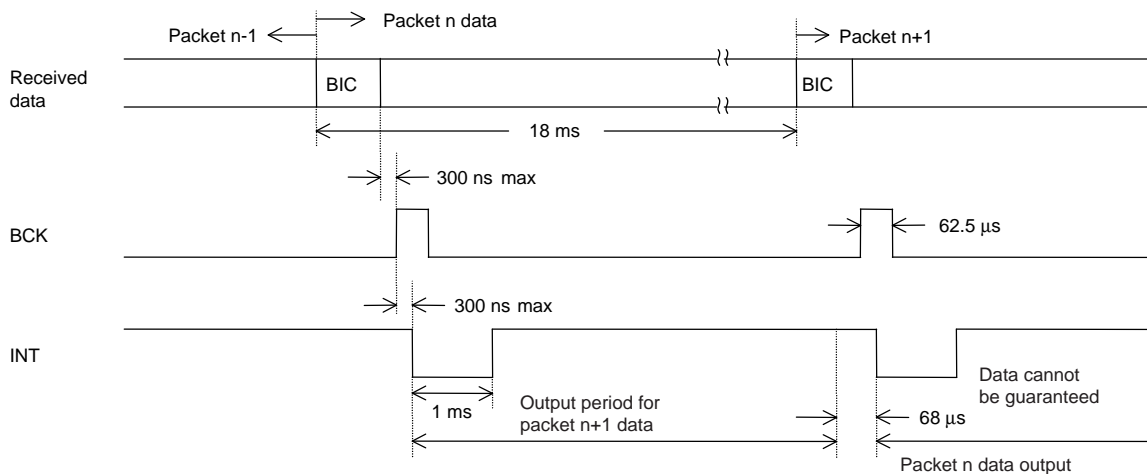 Packet n data
Packet n-1
Packet n+1
Received
data
BIC
BIC
18 ms
300 ns max
BCK
62.5 µs
300 ns max
INT
1 ms
Output period for
packet n+1 data
Data cannot
be guaranteed
68 µs
Packet n data output